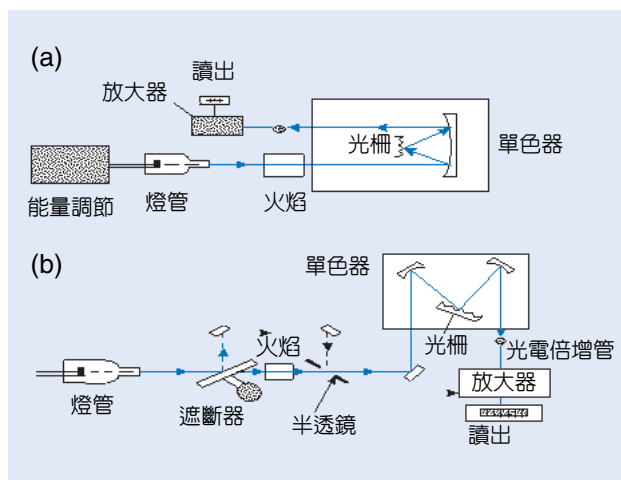 (a)
讀出
放大器
光柵
單色器
能量調節
燈管
火焰
(b)
單色器
火焰
光柵
光電倍增管
燈管
遮斷器
半透鏡
放大器
讀出